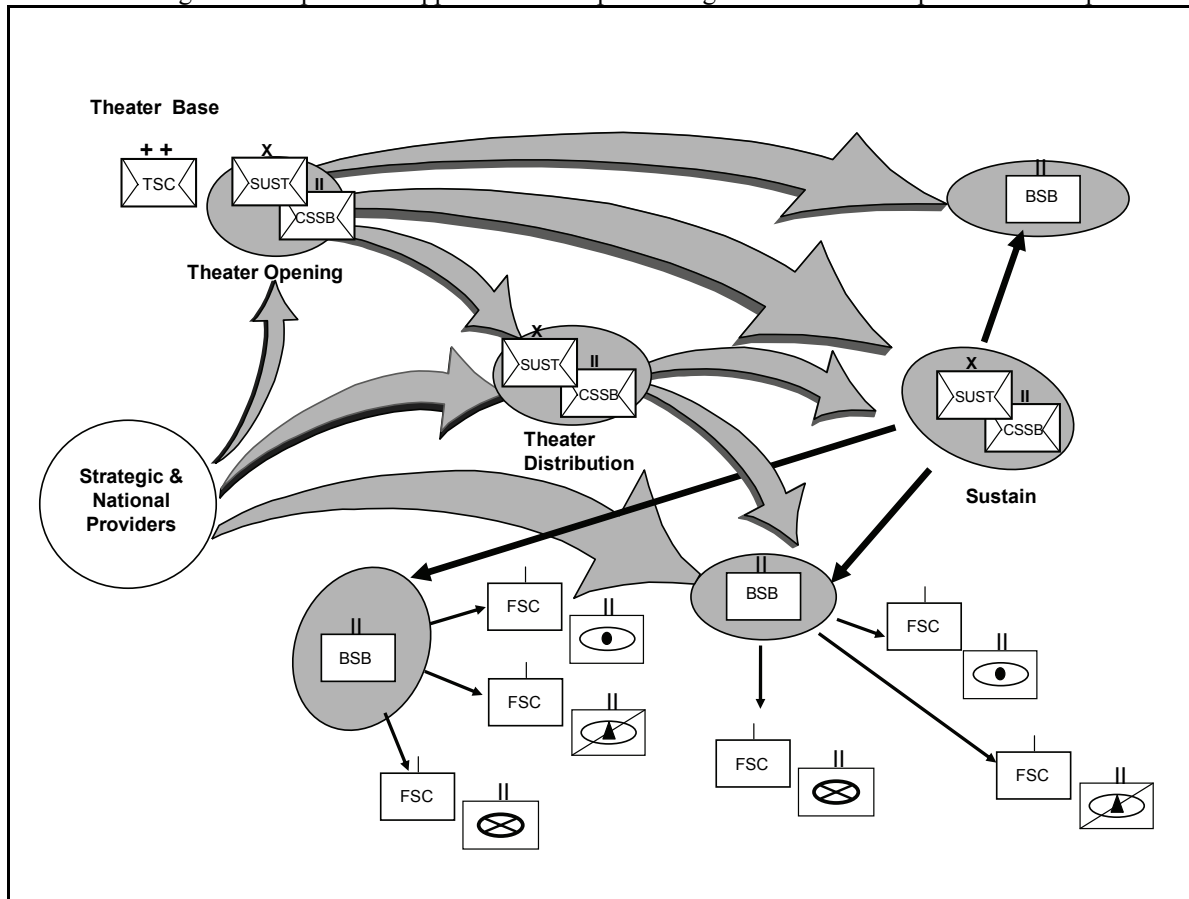 Theater Base
+ +
TSC
X
SUST
II
CSSB
Theater Opening
II
BSB
X
SUST
II
CSSB
Theater
Distribution
X
SUST
II
CSSB
Sustain
Strategic &
National
Providers
II
BSB
FSC
II
FSC
II
FSC
II
II
BSB
FSC
II
FSC
II
FSC
II